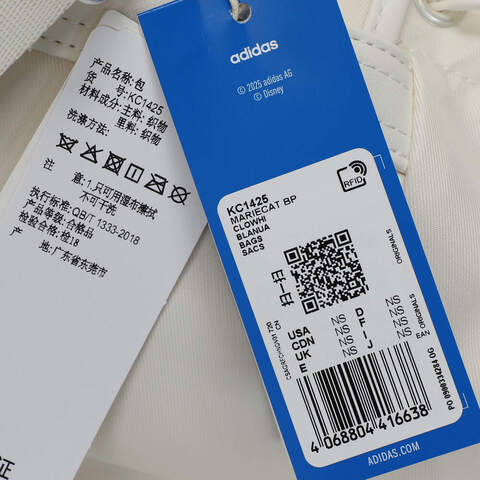 产品名称: 包
货 号: KC1425
材料成分: 主料: 织物
里料: 织物
洗涤方法:
注 意: 1.只可用湿布擦拭
不可干洗
执行标准: QB/T 1333-2018
产品等级: 合格品
检验合格: 检18
产 地: 广东省东莞市
证
adidas
© 2025 adidas AG
© Disney
RFID
KC1425
MARIECAT BP
CLOWHI
BLANUA
BAGS
SACS
ORIGINALS
USA NS D NS
CDN NS F NS
UK NS I NS
E NS J NS
ORIGINALS
EAN
PO 0900334284 OG
4 068804 416638
ADIDAS.COM